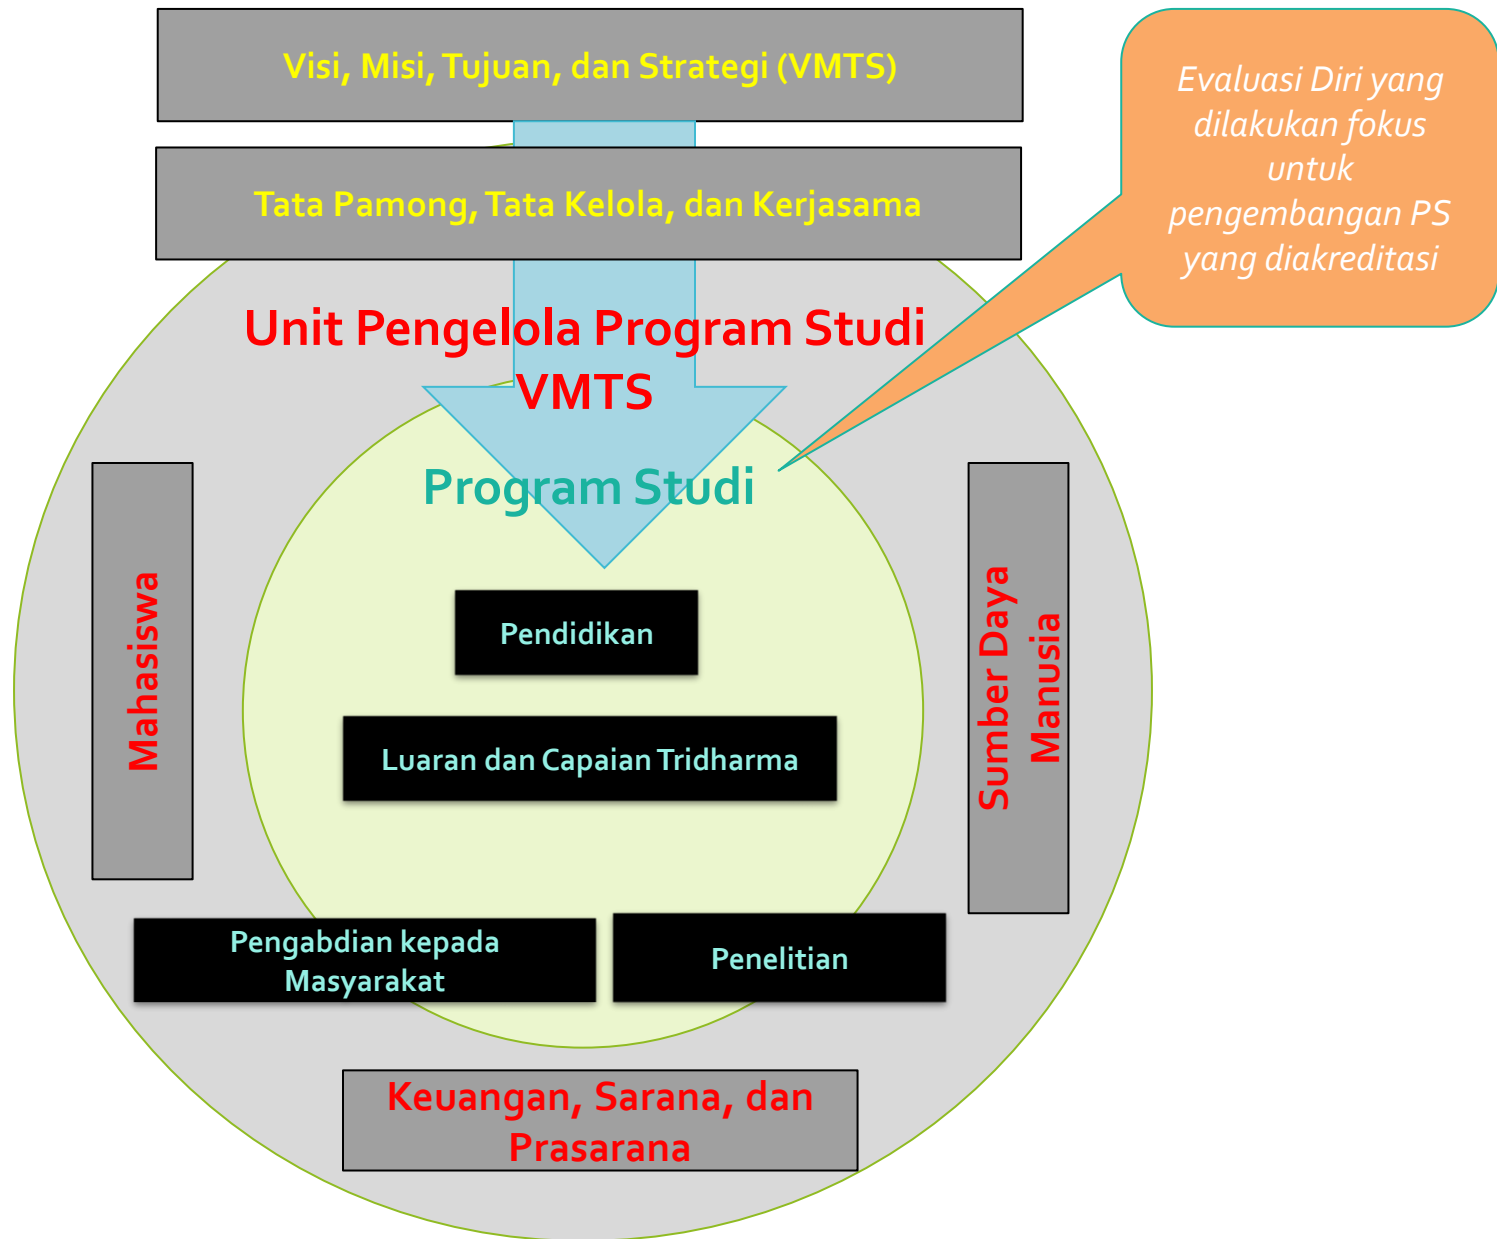 Visi, Misi, Tujuan, dan Strategi (VMTS)
Evaluasi Diri yang
dilakukan fokus
untuk
pengembangan PS
yang diakreditasi
Tata Pamong, Tata Kelola, dan Kerjasama
Unit Pengelola Program Studi
VMTS
Program Studi
Mahasiswa
Sumber Daya
Manusia
Pendidikan
Luaran dan Capaian Tridharma
Pengabdian kepada
Masyarakat
Penelitian
Keuangan, Sarana, dan
Prasarana